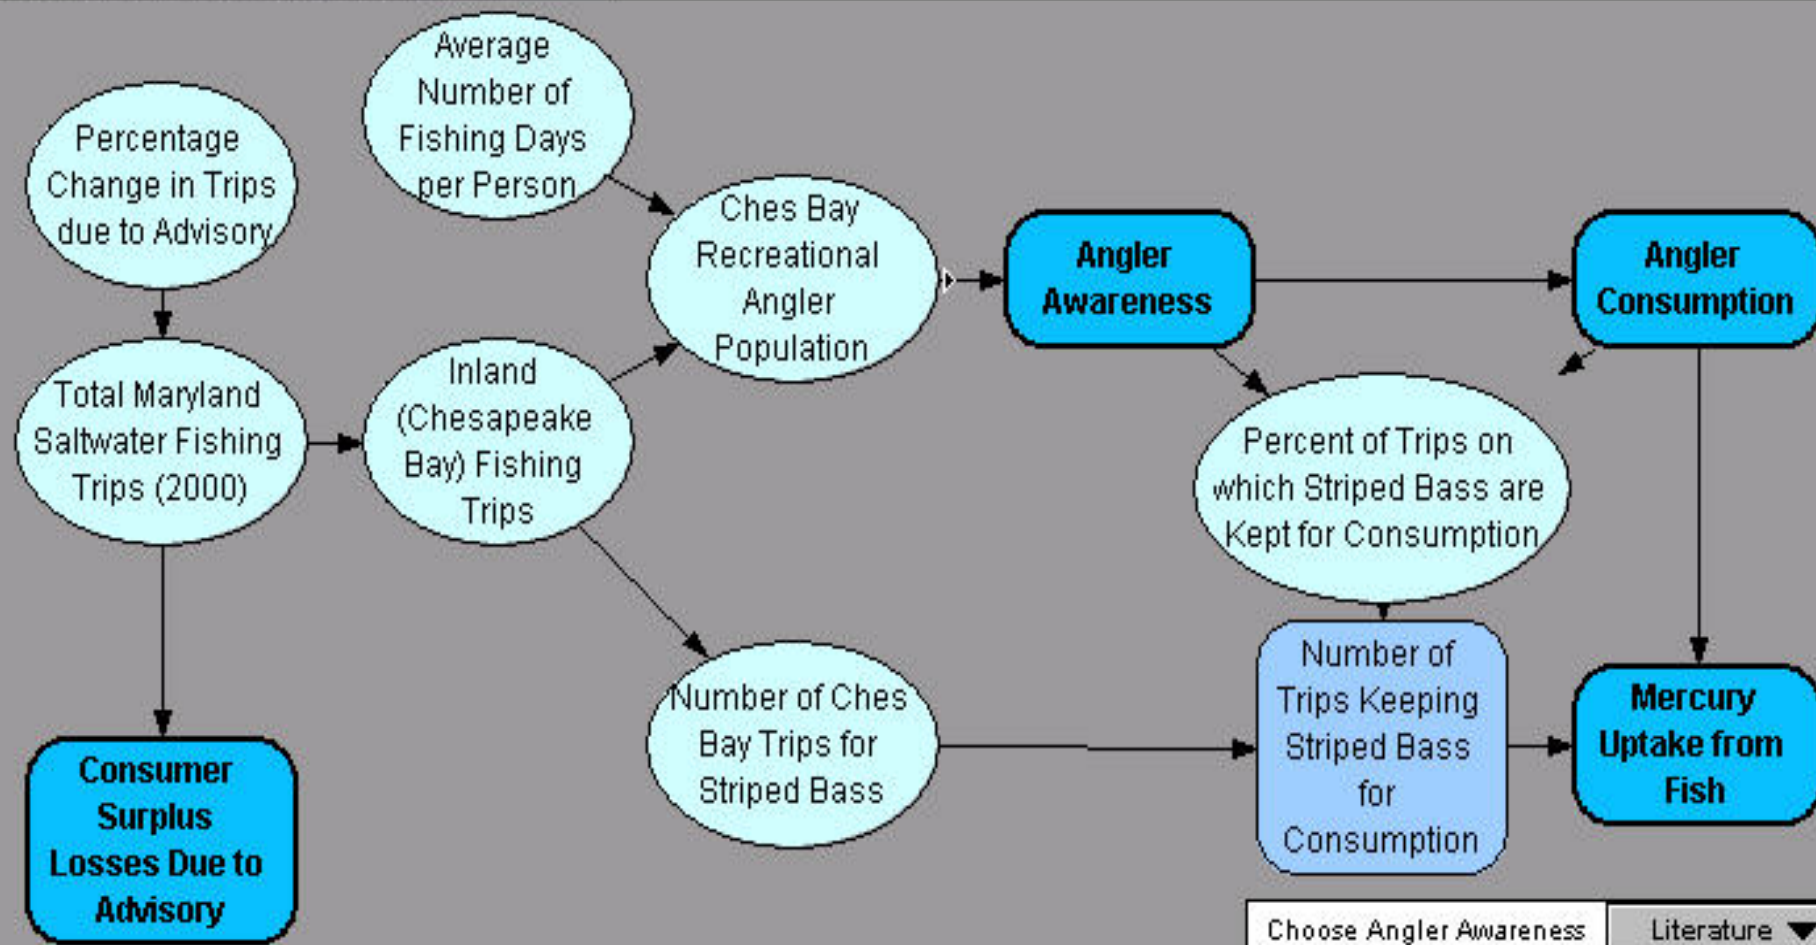 Average
Number of
Fishing Days
per Person
Percentage
Change in Trips
due to Advisory
Ches Bay
Recreational
Angler
Population
Angler
Awareness
Angler
Consumption
Total Maryland
Saltwater Fishing
Trips (2000)
Inland
(Chesapeake
Bay) Fishing
Trips
Percent of Trips on
which Striped Bass are
Kept for Consumption
Number of Ches
Bay Trips for
Striped Bass
Number of
Trips Keeping
Striped Bass
for
Consumption
Mercury
Uptake from
Fish
Consumer
Surplus
Losses Due to
Advisory
Choose Angler Awareness
Literature